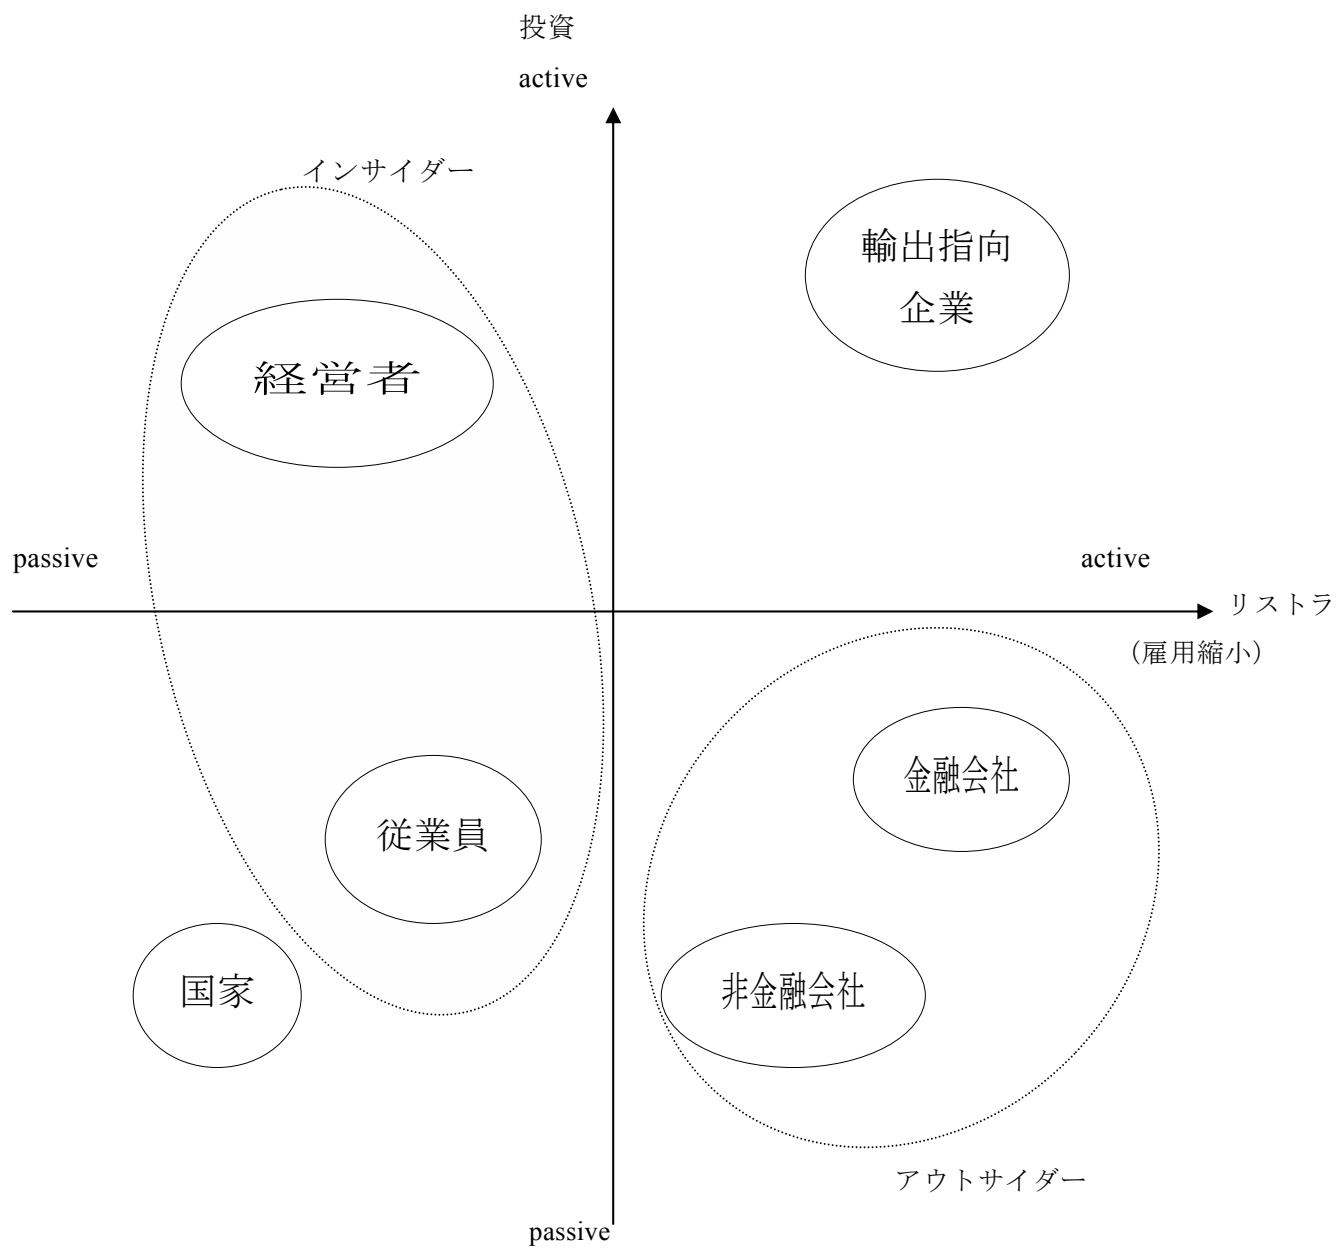 投資
active
インサイダー
輸出指向
企業
経営者
passive
active
リストラ
（雇用縮小）
金融会社
従業員
国家
非金融会社
アウトサイダー
passive